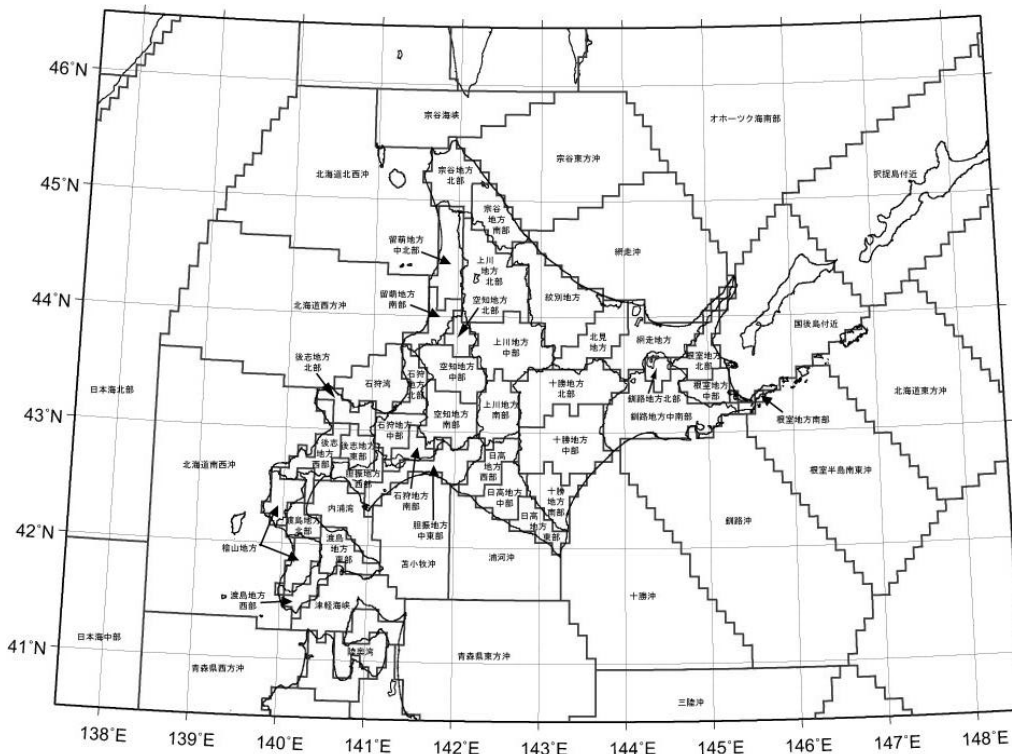 46°N
45°N
44°N
43°N
42°N
41°N
宗谷海峡
オホーツク海南部
宗谷東方沖
北海道北西沖
宗谷地方
北部
択捉島付近
宗谷
地方
南部
留萌地方
中北部
上川
地方
北部
網走沖
留萌地方
南部
空知地方
北部
紋別地方
北海道西方沖
国後島付近
上川地方
中部
北見
地方
網走地方
後志地方
北部
石狩湾
石狩
地方
北部
空知地方
中部
根室地方
北部
日本海北部
十勝地方
北部
釧路地方北部
根室地方
中部
北海道東方沖
空知地方
南部
上川地方
南部
釧路地方中南部
根室地方南部
石狩地方
中部
後志
地方
西部
後志地方
東部
十勝地方
中部
北海道南西沖
胆振地方
西部
日高
地方
西部
根室半島南東沖
石狩地方
南部
日高地方
中部
十勝
地方
南部
内浦湾
渡島地方
北部
胆振地方
中東部
日高
地方
東部
釧路沖
檜山地方
渡島
地方
東部
苫小牧沖
浦河沖
渡島地方
西部
津軽海峡
十勝沖
日本海中部
青森県西方沖
陸奥湾
青森県東方沖
三陸沖
138°E
139°E
140°E
141°E
142°E
143°E
144°E
145°E
146°E
147°E
148°E